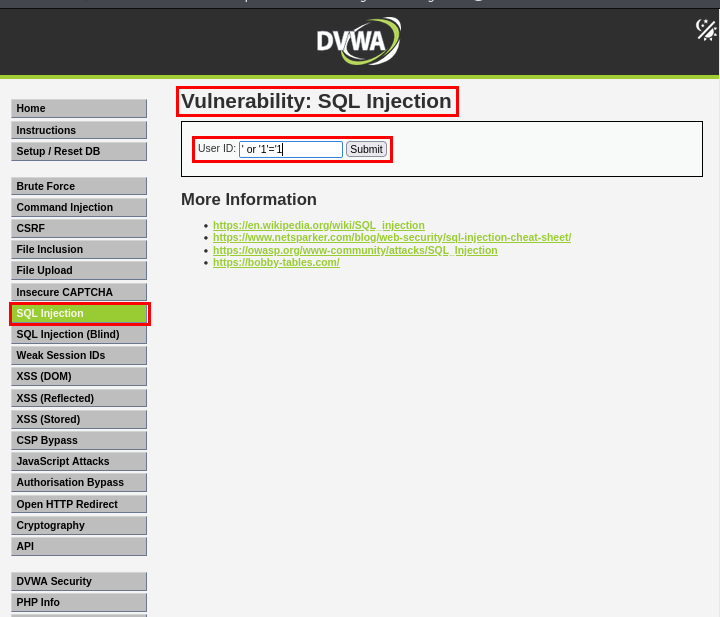 DVWA
Vulnerability: SQL Injection
Home
Instructions
Setup / Reset DB
Brute Force
Command Injection
CSRF
File Inclusion
File Upload
Insecure CAPTCHA
SQL Injection
SQL Injection (Blind)
Weak Session IDs
XSS (DOM)
XSS (Reflected)
XSS (Stored)
CSP Bypass
JavaScript Attacks
Authorisation Bypass
Open HTTP Redirect
Cryptography
API
DVWA Security
PHP Info
User ID: ' or '1'='1 Submit
More Information
https://en.wikipedia.org/wiki/SQL_injection
https://www.netsparker.com/blog/web-security/sql-injection-cheat-sheet/
https://owasp.org/www-community/attacks/SQL_Injection
https://bobby-tables.com/